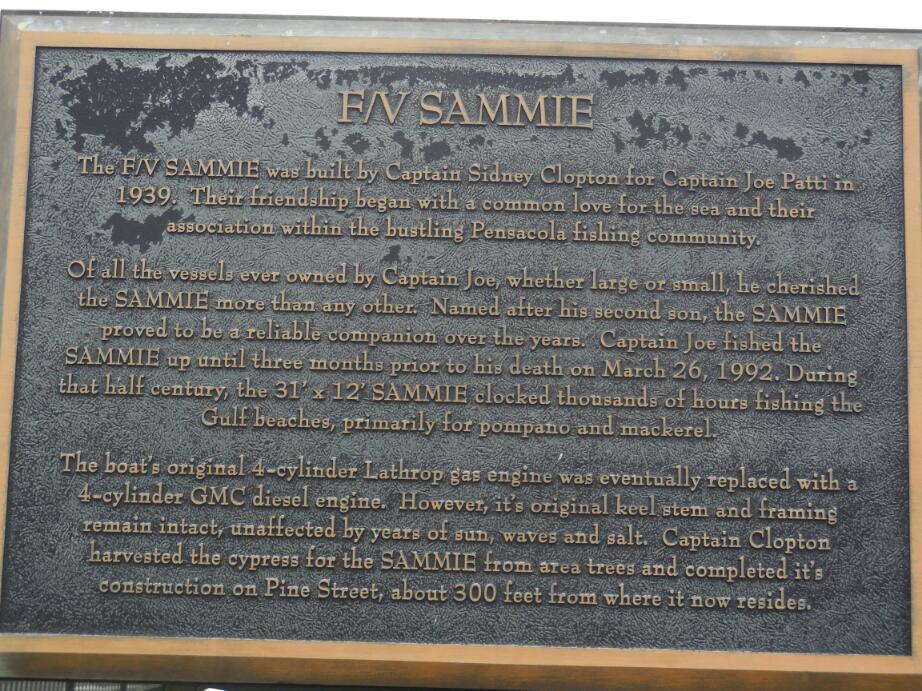 F/V SAMMIE
The F/V SAMMIE was built by Captain Sidney Clopton for Captain Joe Patti in
1939. Their friendship began with a common love for the sea and their
association within the bustling Pensacola fishing community.
Of all the vessels ever owned by Captain Joe, whether large or small, he cherished
the SAMMIE more than any other. Named after his second son, the SAMMIE
proved to be a reliable companion over the years. Captain Joe fished the
SAMMIE up until three months prior to his death on March 26, 1992. During
that half century, the 31' x 12' SAMMIE clocked thousands of hours fishing the
Gulf beaches, primarily for pompano and mackerel.
The boat's original 4-cylinder Lathrop gas engine was eventually replaced with a
4-cylinder GMC diesel engine. However, it's original keel stem and framing
remain intact, unaffected by years of sun, waves and salt. Captain Clopton
harvested the cypress for the SAMMIE from area trees and completed it's
construction on Pine Street, about 300 feet from where it now resides.